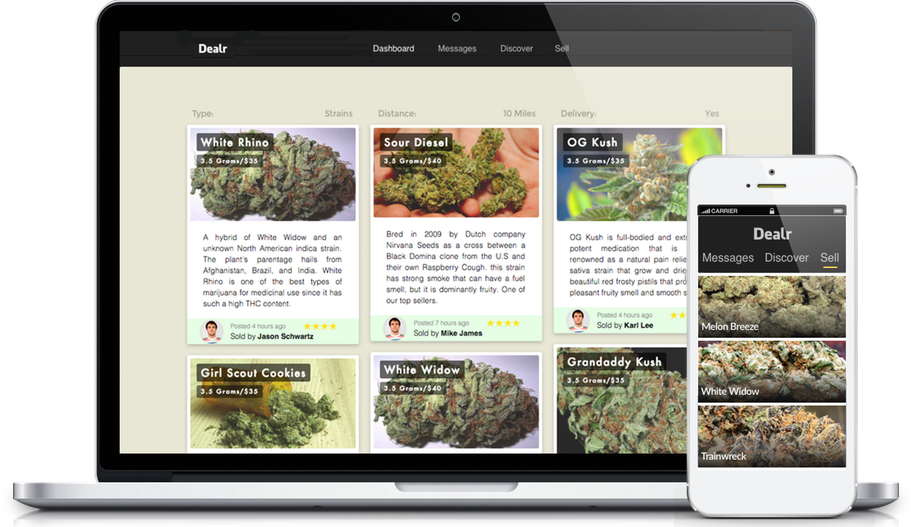 Dealr
Dashboard Messages Discover Sell
Type: Strains
Distance: 10 Miles
Delivery: Yes
White Rhino
3.5 Grams/$35
A hybrid of White Widow and an
unknown North American indica strain.
The plant's parentage hails from
Afghanistan, Brazil, and India. White
Rhino is one of the best types of
marijuana for medicinal use since it has
such a high THC content.
Posted 4 hours ago
Sold by Jason Schwartz
Sour Diesel
3.5 Grams/$40
Bred in 2009 by Dutch company
Nirvana Seeds as a cross between a
Black Domina clone from the U.S and
their own Raspberry Cough. this strain
has strong smoke that can have a fuel
smell, but it is dominantly fruity. One of
our top sellers.
Posted 7 hours ago
Sold by Mike James
OG Kush
3.5 Grams/$35
OG Kush is full-bodied and
potent medication that is
renowned as a natural pain
sativa strain that grow and
beautiful red frosty pistils that
pleasant fruity smell and smooth
Posted 4 hours ago
Sold by Karl Lee
Girl Scout Cookies
3.5 Grams/$35
White Widow
3.5 Grams/$40
Grandaddy Kush
3.5 Grams/$35
CARRIER
Dealr
Messages Discover Sell
Melon Breeze
White Widow
Trainwreck